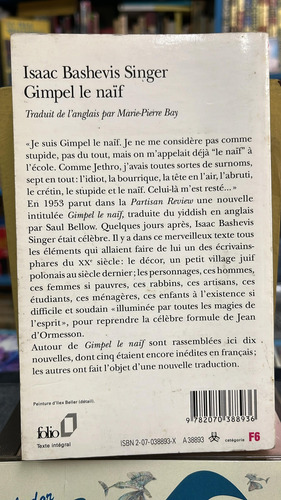 Isaac Bashevis Singer
Gimpel le naïf
Traduit de l'anglais par Marie-Pierre Bay
« Je suis Gimpel le naïf. Je ne me considère pas comme
stupide, pas du tout, mais on m'appelait déjà “le naïf” à
l'école. Comme Jethro, j'avais toutes sortes de surnoms,
sept en tout : l'idiot, la bourrique, la tête en l'air, l'abruti,
le crétin, le stupide et le naïf. Celui-là m'est resté... »
En 1953 parut dans la Partisan Review une nouvelle
intitulée Gimpel le naïf, traduite du yiddish en anglais
par Saul Bellow. Quelques jours après, Isaac Bashevis
Singer était célèbre. Il y a dans ce merveilleux texte tous
les éléments qui allaient faire de lui un des écrivains-
phares du XXe siècle : le décor, un petit village juif
polonais au siècle dernier ; les personnages, ces hommes,
ces femmes si pauvres, ces rabbins, ces artisans, ces
étudiants, ces ménagères, ces enfants à l'existence si
difficile et soudain « illuminée par toutes les magies de
l'esprit », pour reprendre la célèbre formule de Jean
d'Ormesson.
Autour de Gimpel le naïf sont rassemblées ici dix
nouvelles, dont cinq étaient encore inédites en français ;
les autres ont fait l'objet d'une nouvelle traduction.
Peinture d'Ilex Beller (détail).
9 782070 388936
folio
Texte intégral
ISBN 2-07-038893-X A 38893 catégorie F6